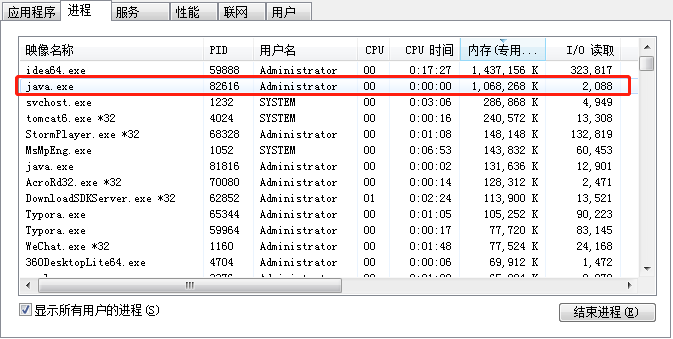 应用程序 进程 服务 性能 联网 用户
映像名称 PID 用户名 CPU CPU 时间 内存(专用... I/O 读取
idea64.exe 59888 Administrator 00 0:17:27 1,437,156 K 323,817
java.exe 82616 Administrator 00 0:00:00 1,068,268 K 2,088
svchost.exe 1232 SYSTEM 00 0:03:06 286,868 K 4,949
tomcat6.exe *32 4024 SYSTEM 00 0:00:16 240,572 K 13,308
StormPlayer.exe *32 68328 Administrator 00 0:01:08 148,148 K 132,819
MsMpEng.exe 1052 SYSTEM 00 0:06:53 143,832 K 60,453
java.exe 81816 Administrator 00 0:00:02 131,636 K 12,901
AcroRd32.exe *32 70080 Administrator 00 0:00:14 128,312 K 2,471
DownloadSDKServer.exe *32 62852 Administrator 01 0:02:24 113,900 K 13,521
Typora.exe 65344 Administrator 00 0:01:05 105,252 K 90,223
Typora.exe 59964 Administrator 00 0:00:17 77,720 K 83,145
WeChat.exe *32 1160 Administrator 00 0:01:48 77,524 K 24,168
360DesktopLite64.exe 4704 Administrator 00 0:00:06 69,912 K 1,472
显示所有用户的进程(S) 结束进程(E)